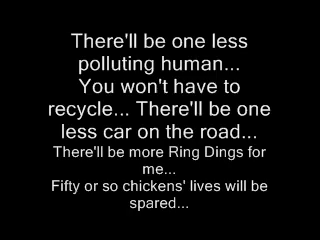 There'll be one less
polluting human...
You won't have to
recycle... There'll be one
less car on the road...
There'll be more Ring Dings for
me...
Fifty or so chickens' lives will be
spared...